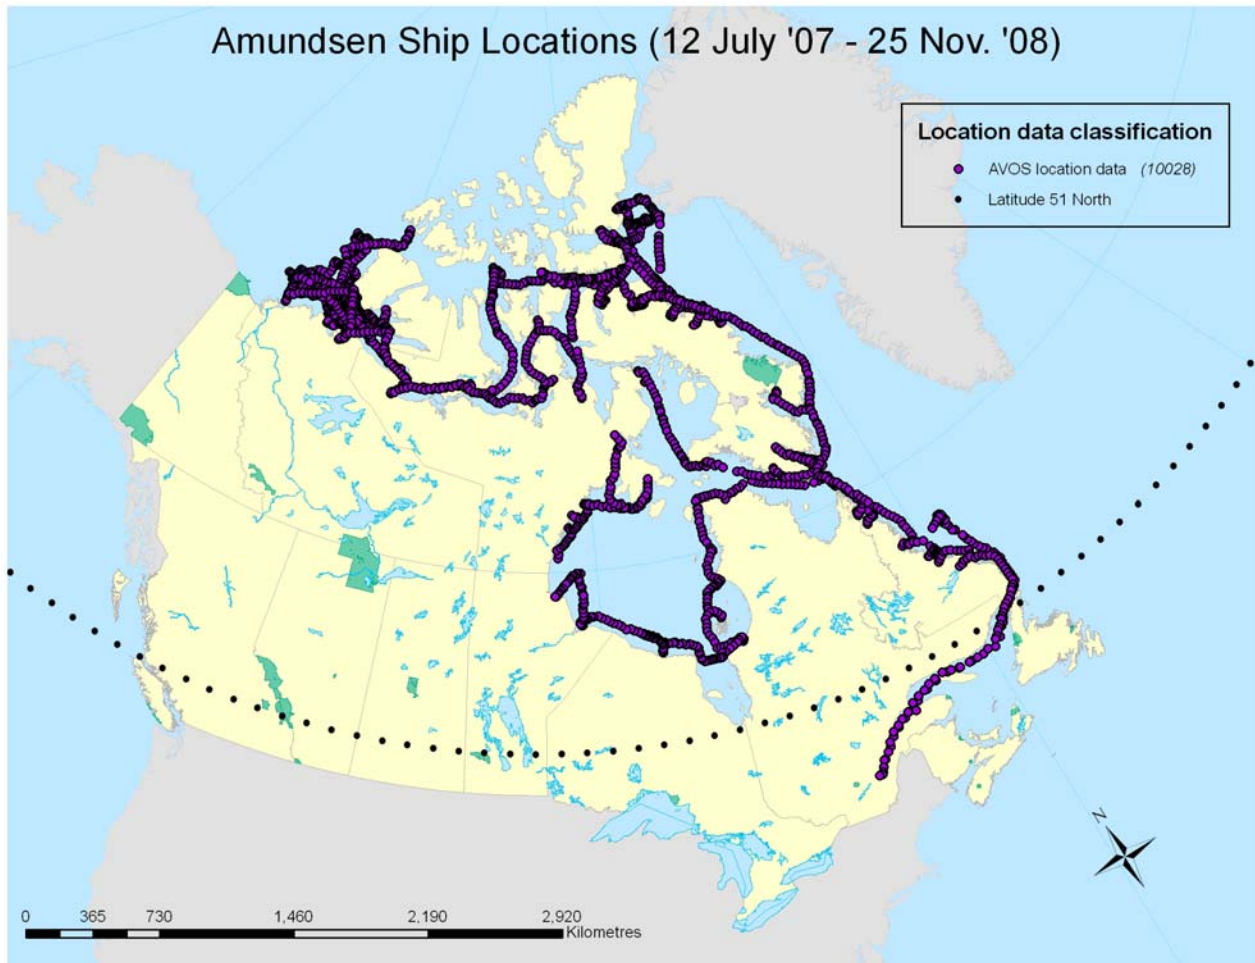 Amundsen Ship Locations (12 July '07 - 25 Nov. '08)
Location data classification
AVOS location data (10028)
Latitude 51 North
N
0 365 730 1,460 2,190 2,920
Kilometres